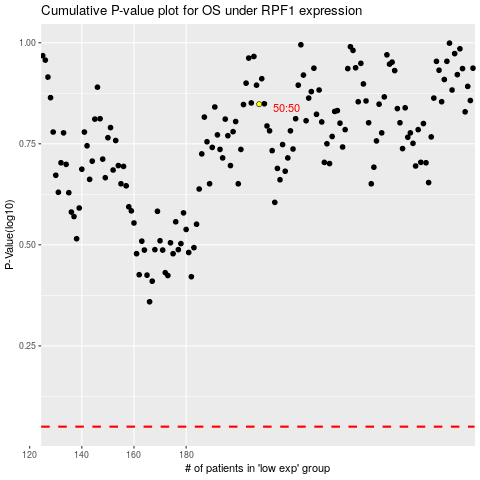 Cumulative P-value plot for OS under RPF1 expression
1.00
50:50
0.75
P-Value(log10)
0.50
0.25
120 140 160 180
# of patients in 'low exp' group